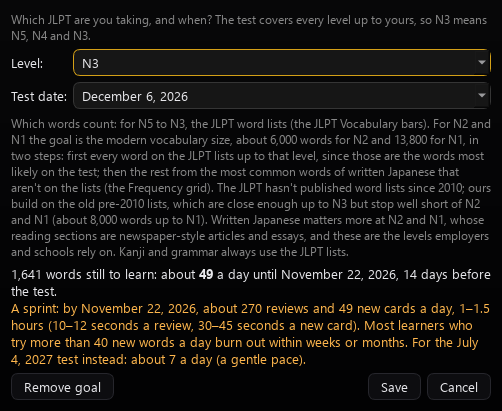 Which JLPT are you taking, and when? The test covers every level up to yours, so N3 means
N5, N4 and N3.
Level: N3
Test date: December 6, 2026
Which words count: for N5 to N3, the JLPT word lists (the JLPT Vocabulary bars). For N2 and
N1 the goal is the modern vocabulary size, about 6,000 words for N2 and 13,800 for N1, in
two steps: first every word on the JLPT lists up to that level, since those are the words most
likely on the test; then the rest from the most common words of written Japanese that
aren't on the lists (the Frequency grid). The JLPT hasn't published word lists since 2010; ours
build on the old pre-2010 lists, which are close enough up to N3 but stop well short of N2
and N1 (about 8,000 words up to N1). Written Japanese matters more at N2 and N1, whose
reading sections are newspaper-style articles and essays, and these are the levels employers
and schools rely on. Kanji and grammar always use the JLPT lists.
1,641 words still to learn: about 49 a day until November 22, 2026, 14 days before
the test.
A sprint: by November 22, 2026, about 270 reviews and 49 new cards a day, 1–1.5
hours (10–12 seconds a review, 30–45 seconds a new card). Most learners who
try more than 40 new words a day burn out within weeks or months. For the July
4, 2027 test instead: about 7 a day (a gentle pace).
Remove goal Save Cancel